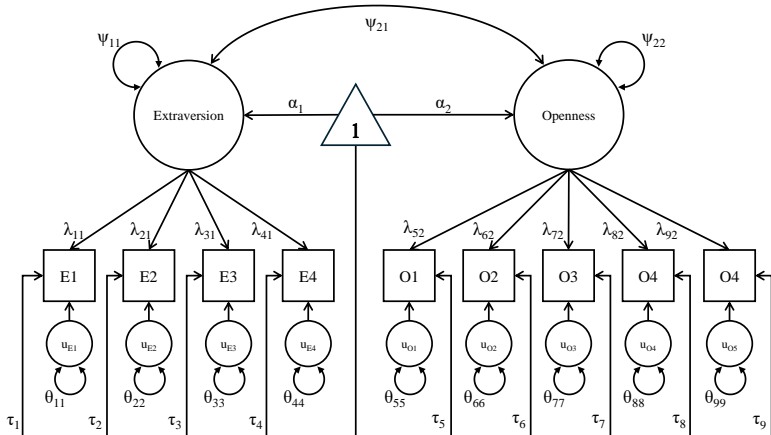 ψ21
ψ11 ψ22
α1 α2
Extraversion 1 Openness
λ11 λ21 λ31 λ41 λ52 λ62 λ72 λ82 λ92
E1 E2 E3 E4 O1 O2 O3 O4 O4
uE1 uE2 uE3 uE4 uO1 uO2 uO3 uO4 uO5
θ11 θ22 θ33 θ44 θ55 θ66 θ77 θ88 θ99
τ1 τ2 τ3 τ4 τ5 τ6 τ7 τ8 τ9